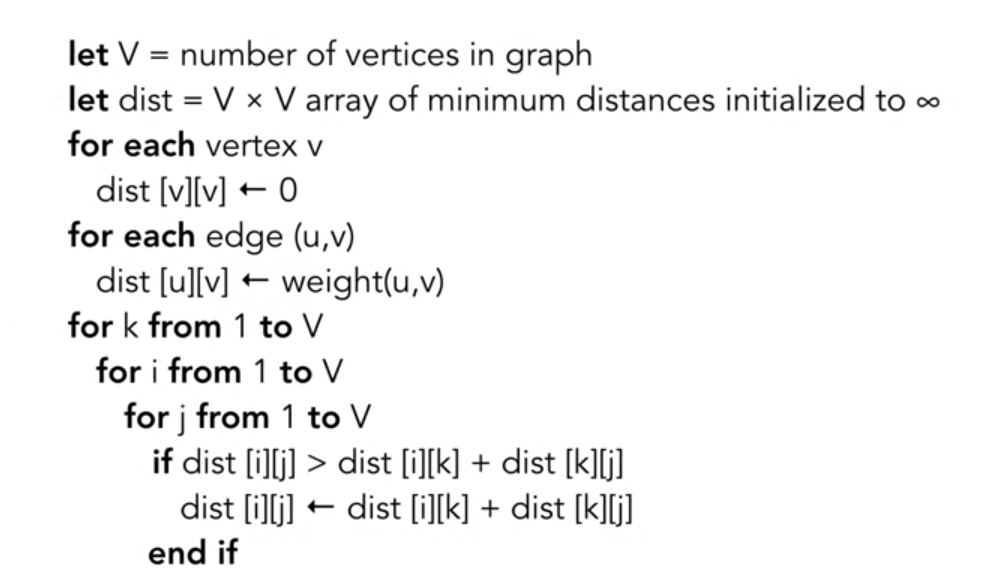 let V = number of vertices in graph
let dist = V × V array of minimum distances initialized to ∞
for each vertex v
dist [v][v] ← 0
for each edge (u,v)
dist [u][v] ← weight(u,v)
for k from 1 to V
for i from 1 to V
for j from 1 to V
if dist [i][j] > dist [i][k] + dist [k][j]
dist [i][j] ← dist [i][k] + dist [k][j]
end if